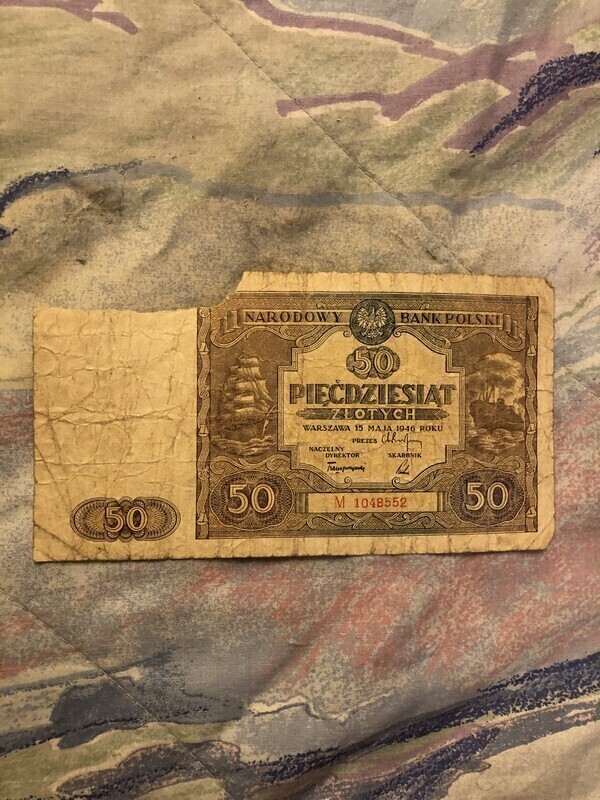 NARODOWY BANK POLSKI
50
PIĘĆDZIESIĄT
ZŁOTYCH
WARSZAWA 15 MAJA 1946 ROKU
PREZES
NACZELNY DYREKTOR
SKARBNIK
50
50
M 1048552
50